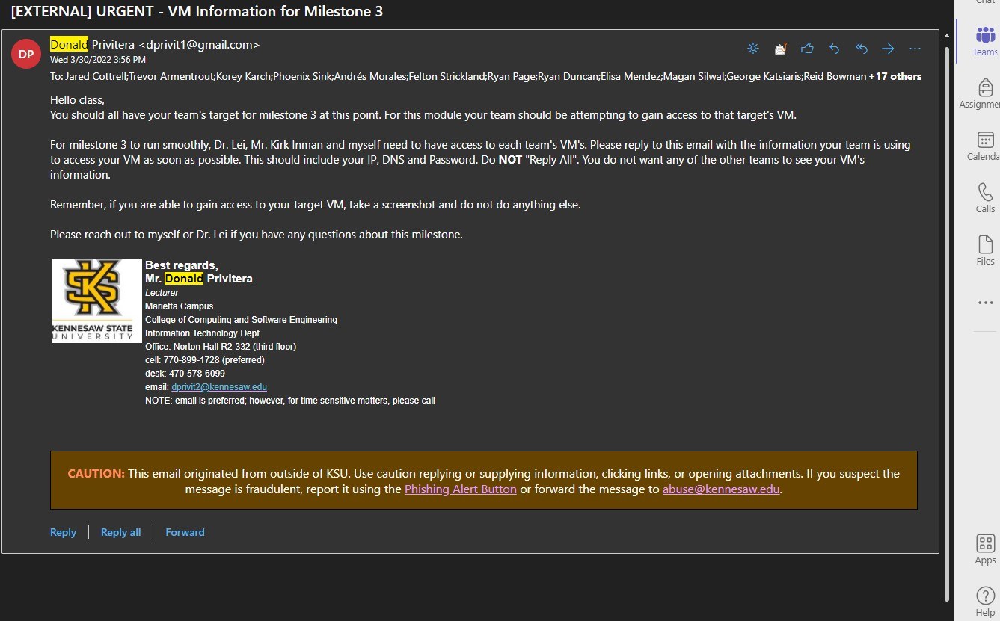 Chat
[EXTERNAL] URGENT - VM Information for Milestone 3
DP
Donald Privitera <dprivit1@gmail.com>
Wed 3/30/2022 3:56 PM
To: Jared Cottrell;Trevor Armentrout;Korey Karch;Phoenix Sink;Andrés Morales;Felton Strickland;Ryan Page;Ryan Duncan;Elisa Mendez;Magan Silwal;George Katsiaris;Reid Bowman +17 others
Hello class,
You should all have your team's target for milestone 3 at this point. For this module your team should be attempting to gain access to that target's VM.
For milestone 3 to run smoothly, Dr. Lei, Mr. Kirk Inman and myself need to have access to each team's VM's. Please reply to this email with the information your team is using
to access your VM as soon as possible. This should include your IP, DNS and Password. Do NOT "Reply All". You do not want any of the other teams to see your VM's
information.
Remember, if you are able to gain access to your target VM, take a screenshot and do not do anything else.
Please reach out to myself or Dr. Lei if you have any questions about this milestone.
KS
KENNESAW STATE
UNIVERSITY
Best regards,
Mr. Donald Privitera
Lecturer
Marietta Campus
College of Computing and Software Engineering
Information Technology Dept.
Office: Norton Hall R2-332 (third floor)
cell: 770-899-1728 (preferred)
desk: 470-578-6099
email: dprivit2@kennesaw.edu
NOTE: email is preferred; however, for time sensitive matters, please call
CAUTION: This email originated from outside of KSU. Use caution replying or supplying information, clicking links, or opening attachments. If you suspect the
message is fraudulent, report it using the Phishing Alert Button or forward the message to abuse@kennesaw.edu.
Reply
Reply all
Forward
Teams
Assignme
Calenda
Calls
Files
Apps
Help